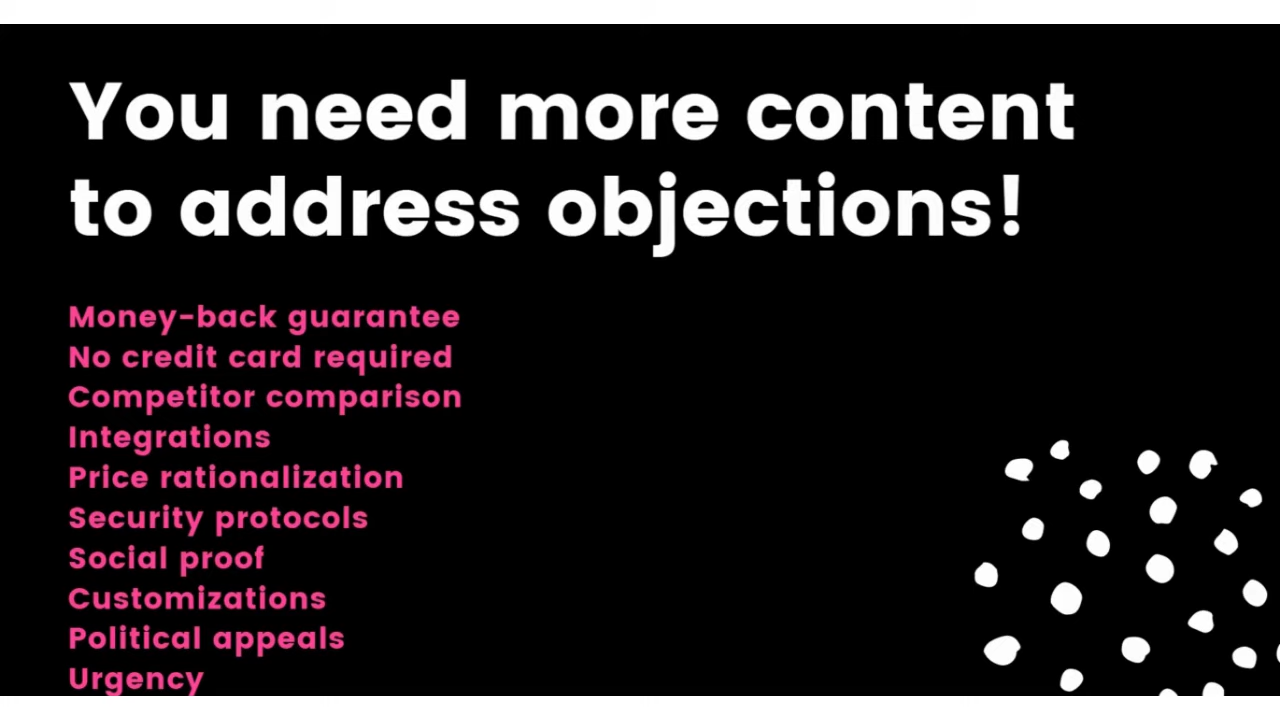 You need more content
to address objections!
Money-back guarantee
No credit card required
Competitor comparison
Integrations
Price rationalization
Security protocols
Social proof
Customizations
Political appeals
Urgency